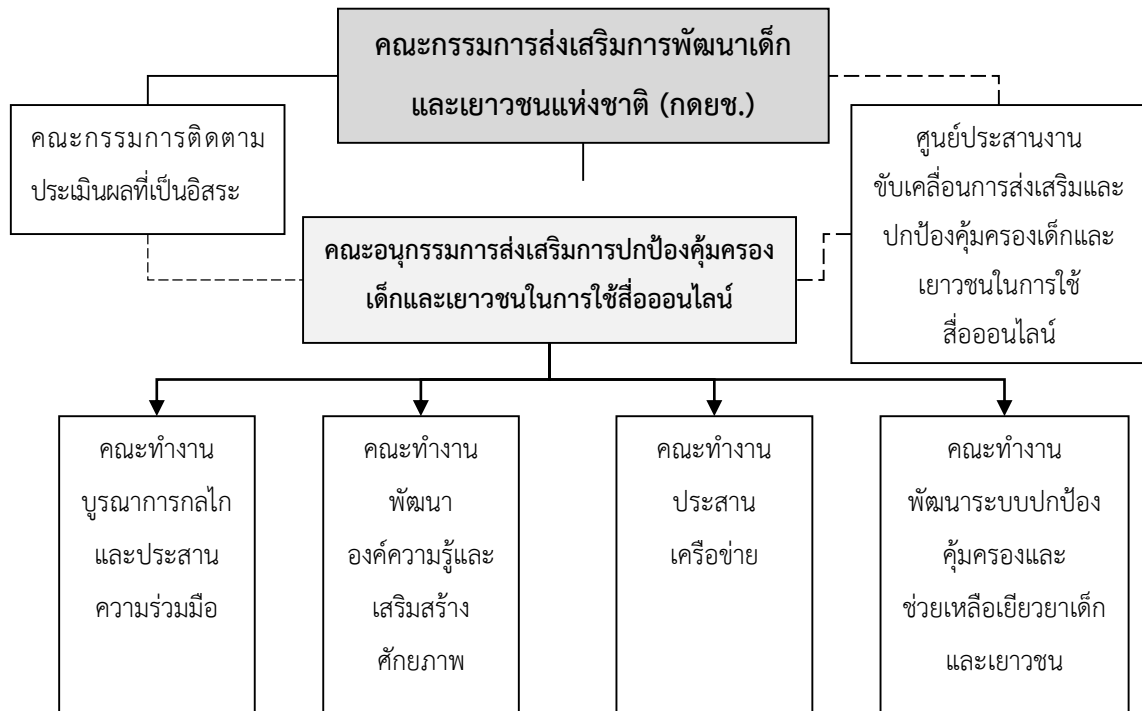 คณะกรรมการส่งเสริมการพัฒนาเด็ก
และเยาวชนแห่งชาติ (กดยช.)
คณะกรรมการติดตาม
ประเมินผลที่เป็นอิสระ
ศูนย์ประสานงาน
ขับเคลื่อนการส่งเสริมและ
ปกป้องคุ้มครองเด็กและ
เยาวชนในการใช้
สื่อออนไลน์
คณะอนุกรรมการส่งเสริมการปกป้องคุ้มครอง
เด็กและเยาวชนในการใช้สื่อออนไลน์
คณะทำงาน
บูรณาการกลไก
และประสาน
ความร่วมมือ
คณะทำงาน
พัฒนา
องค์ความรู้และ
เสริมสร้าง
ศักยภาพ
คณะทำงาน
ประสาน
เครือข่าย
คณะทำงาน
พัฒนาระบบปกป้อง
คุ้มครองและ
ช่วยเหลือเยียวยาเด็ก
และเยาวชน